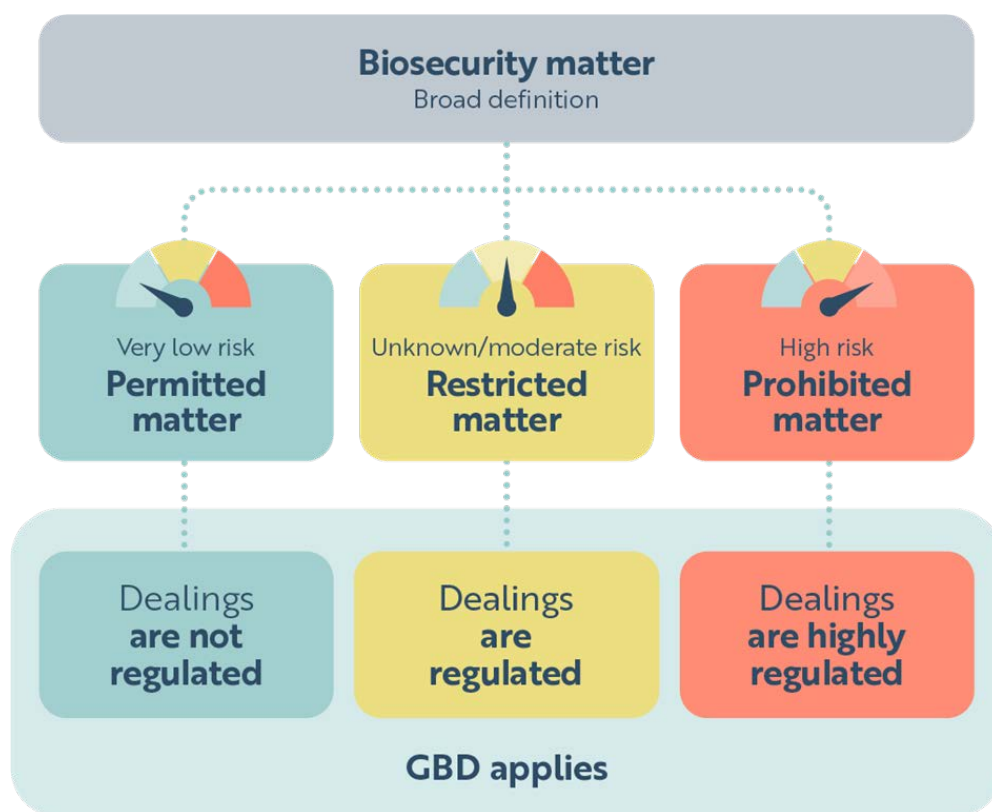 Biosecurity matter
Broad definition
Very low risk
Permitted
matter
Unknown/moderate risk
Restricted
matter
High risk
Prohibited
matter
Dealings
are not
regulated
Dealings
are
regulated
Dealings
are highly
regulated
GBD applies